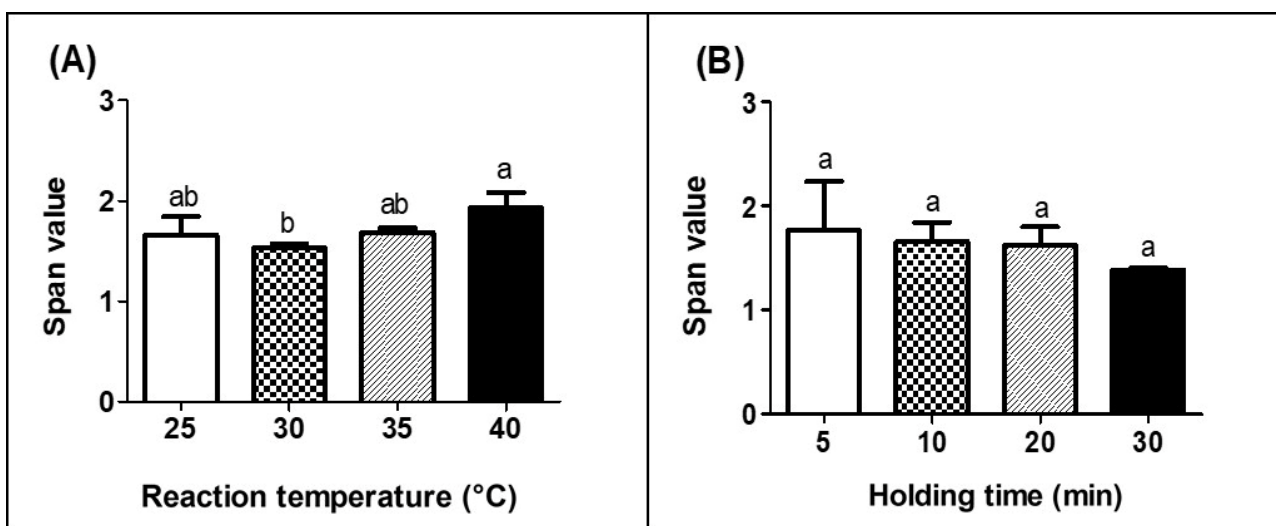 (A)
Span value
3
2
1
0
ab
b
ab
a
25 30 35 40
Reaction temperature (°C)
(B)
Span value
3
2
1
0
a
a
a
a
5 10 20 30
Holding time (min)